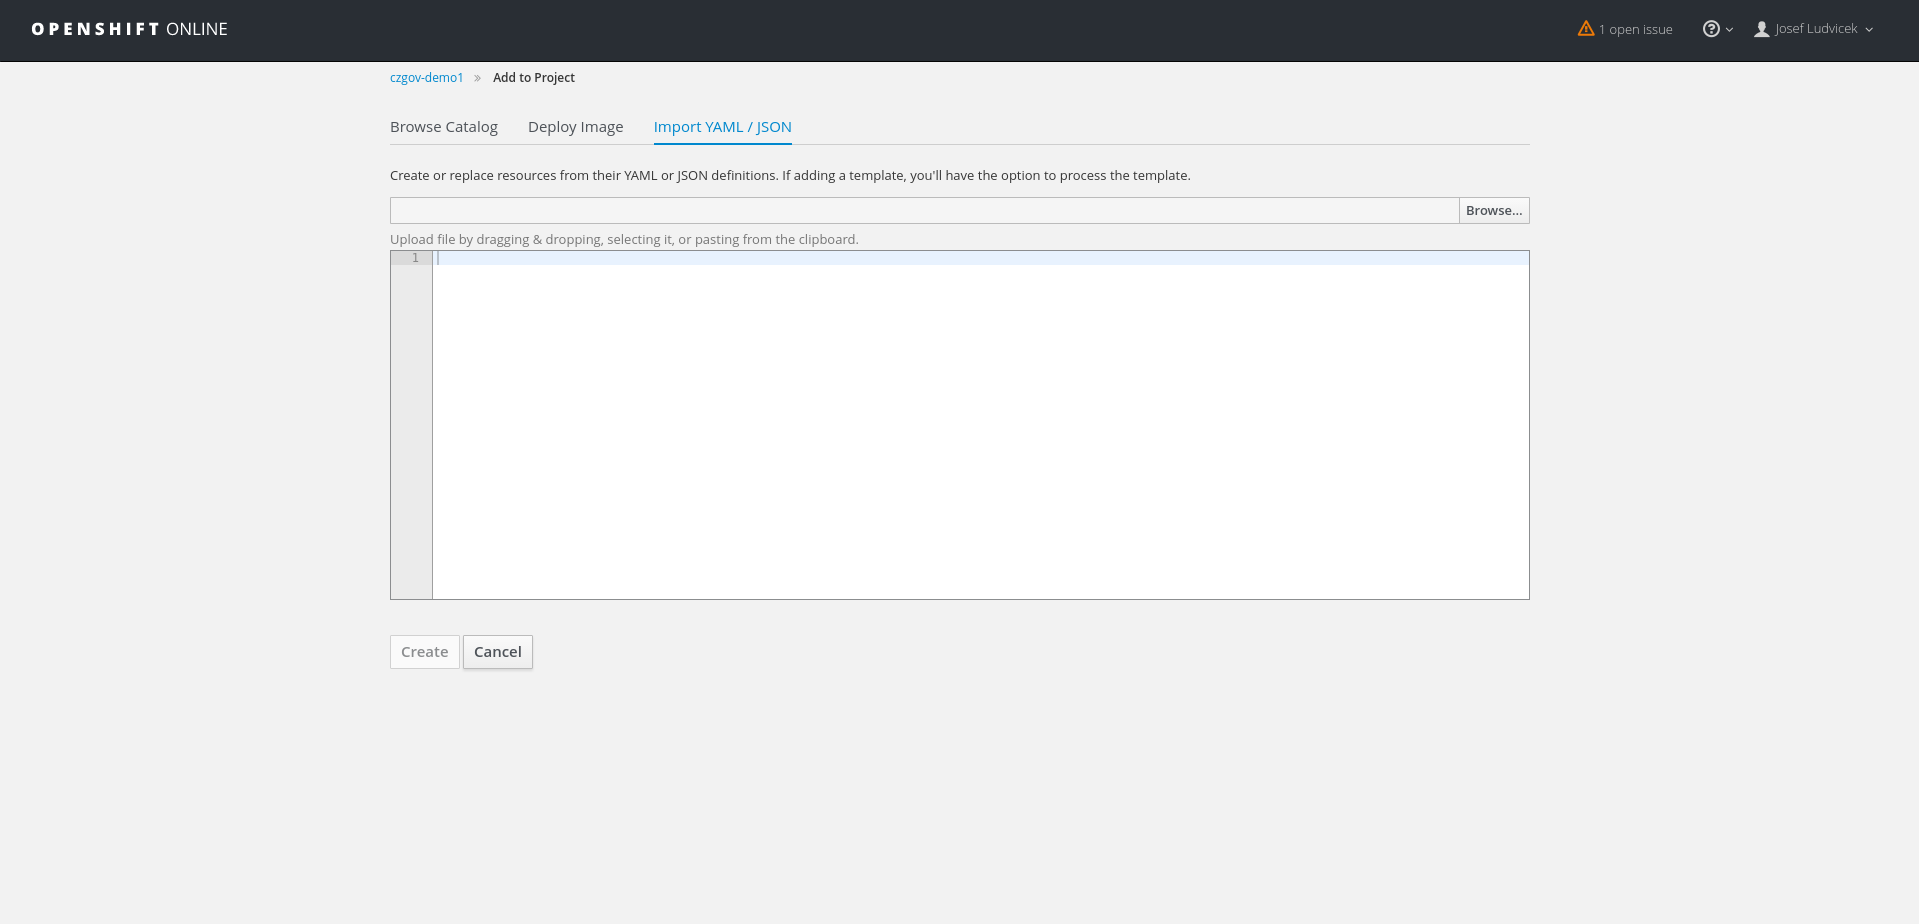 OPENSHIFT ONLINE
1 open issue
Josef Ludvicek
czgov-demo1 » Add to Project
Browse Catalog Deploy Image Import YAML / JSON
Create or replace resources from their YAML or JSON definitions. If adding a template, you'll have the option to process the template.
Browse...
Upload file by dragging & dropping, selecting it, or pasting from the clipboard.
1
Create Cancel